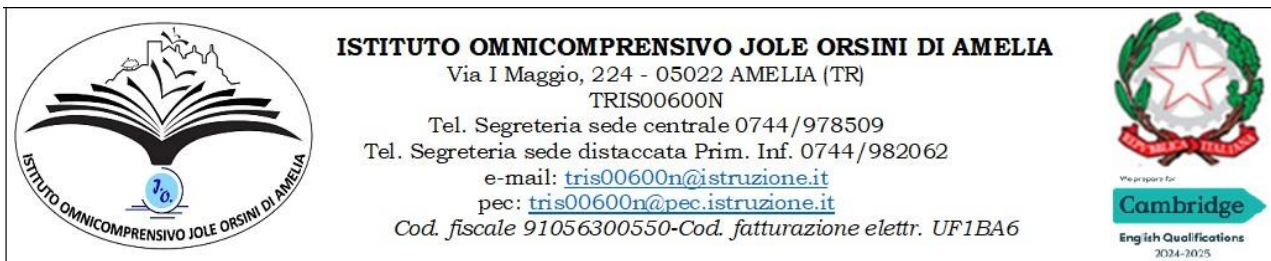 ISTITUTO OMNICOMPRENSIVO JOLE ORSINI DI AMELIA
J.O.
ISTITUTO OMNICOMPRENSIVO JOLE ORSINI DI AMELIA
Via I Maggio, 224 - 05022 AMELIA (TR)
TRIS00600N
Tel. Segreteria sede centrale 0744/978509
Tel. Segreteria sede distaccata Prim. Inf. 0744/982062
e-mail: tris00600n@istruzione.it
pec: tris00600n@pec.istruzione.it
Cod. fiscale 91056300550-Cod. fatturazione elettr. UF1BA6
REPVBBLICA ITALIANA
We prepare for
Cambridge
English Qualifications
2024-2025